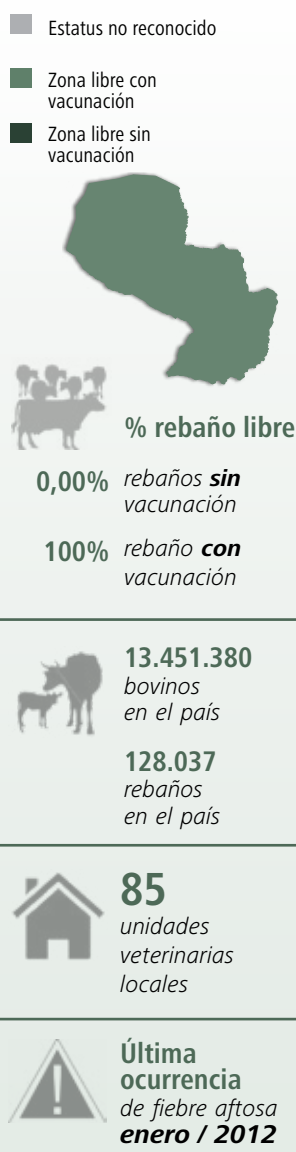 Estatus no reconocido
Zona libre con
vacunación
Zona libre sin
vacunación
% rebaño libre
0,00% rebaños sin
vacunación
100% rebaño con
vacunación
13.451.380
bovinos
en el país
128.037
rebaños
en el país
85
unidades
veterinarias
locales
Última
ocurrencia
de fiebre aftosa
enero / 2012